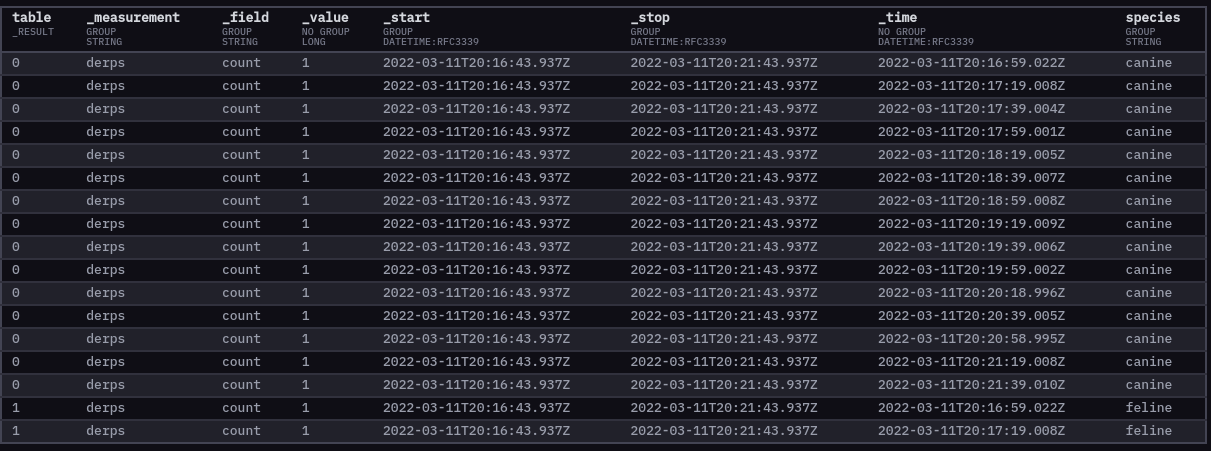 table _measurement _field _value _start _stop _time species
_RESULT GROUP GROUP NO GROUP GROUP GROUP NO GROUP GROUP
STRING STRING LONG DATETIME:RFC3339 DATETIME:RFC3339 DATETIME:RFC3339 STRING
0 derps count 1 2022-03-11T20:16:43.937Z 2022-03-11T20:21:43.937Z 2022-03-11T20:16:59.022Z canine
0 derps count 1 2022-03-11T20:16:43.937Z 2022-03-11T20:21:43.937Z 2022-03-11T20:17:19.008Z canine
0 derps count 1 2022-03-11T20:16:43.937Z 2022-03-11T20:21:43.937Z 2022-03-11T20:17:39.004Z canine
0 derps count 1 2022-03-11T20:16:43.937Z 2022-03-11T20:21:43.937Z 2022-03-11T20:17:59.001Z canine
0 derps count 1 2022-03-11T20:16:43.937Z 2022-03-11T20:21:43.937Z 2022-03-11T20:18:19.005Z canine
0 derps count 1 2022-03-11T20:16:43.937Z 2022-03-11T20:21:43.937Z 2022-03-11T20:18:39.007Z canine
0 derps count 1 2022-03-11T20:16:43.937Z 2022-03-11T20:21:43.937Z 2022-03-11T20:18:59.008Z canine
0 derps count 1 2022-03-11T20:16:43.937Z 2022-03-11T20:21:43.937Z 2022-03-11T20:19:19.009Z canine
0 derps count 1 2022-03-11T20:16:43.937Z 2022-03-11T20:21:43.937Z 2022-03-11T20:19:39.006Z canine
0 derps count 1 2022-03-11T20:16:43.937Z 2022-03-11T20:21:43.937Z 2022-03-11T20:19:59.002Z canine
0 derps count 1 2022-03-11T20:16:43.937Z 2022-03-11T20:21:43.937Z 2022-03-11T20:20:18.996Z canine
0 derps count 1 2022-03-11T20:16:43.937Z 2022-03-11T20:21:43.937Z 2022-03-11T20:20:39.005Z canine
0 derps count 1 2022-03-11T20:16:43.937Z 2022-03-11T20:21:43.937Z 2022-03-11T20:20:58.995Z canine
0 derps count 1 2022-03-11T20:16:43.937Z 2022-03-11T20:21:43.937Z 2022-03-11T20:21:19.008Z canine
0 derps count 1 2022-03-11T20:16:43.937Z 2022-03-11T20:21:43.937Z 2022-03-11T20:21:39.010Z canine
1 derps count 1 2022-03-11T20:16:43.937Z 2022-03-11T20:21:43.937Z 2022-03-11T20:16:59.022Z feline
1 derps count 1 2022-03-11T20:16:43.937Z 2022-03-11T20:21:43.937Z 2022-03-11T20:17:19.008Z feline